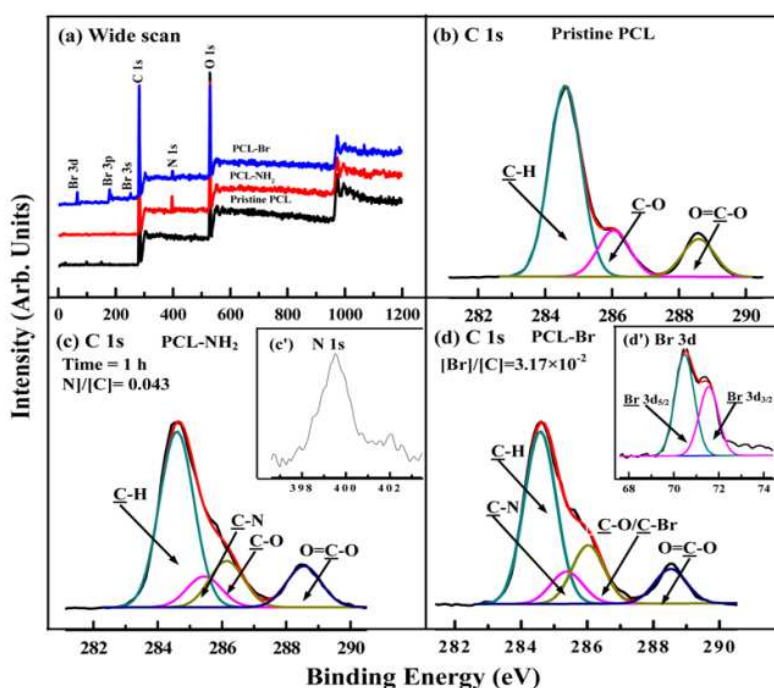 (a) Wide scan
C 1s
O 1s
Br 3d
Br 3p
Br 3s
N 1s
PCL-Br
PCL-NH2
Pristine PCL
0 200 400 600 800 1000 1200
(b) C 1s Pristine PCL
C-H
C-O
O=C-O
282 284 286 288 290
(c) C 1s PCL-NH2
Time = 1 h
N]/[C]= 0.043
(c') N 1s
398 400 402
C-H
C-N
C-O
O=C-O
282 284 286 288 290
(d) C 1s PCL-Br
[Br]/[C]=3.17×10-2
(d') Br 3d
Br 3d5/2
Br 3d3/2
68 70 72 74
C-H
C-N
C-O/C-Br
O=C-O
282 284 286 288 290
Intensity (Arb. Units)
Binding Energy (eV)